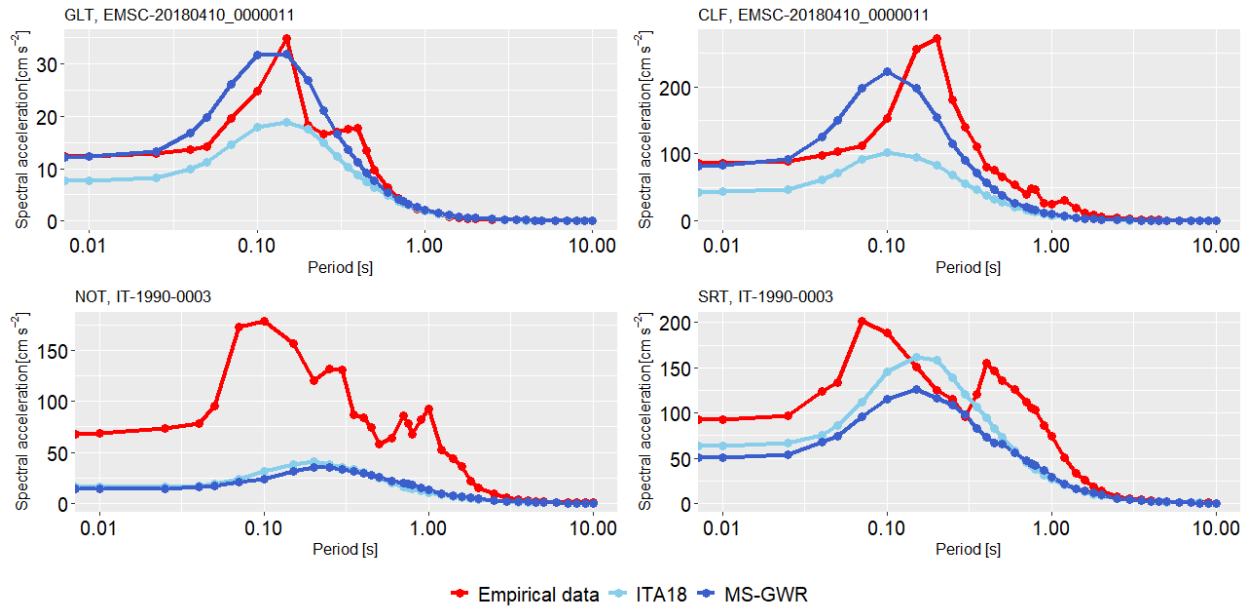 GLT, EMSC-20180410_0000011
Spectral acceleration[cm s⁻²]
30
20
10
0
0.01 0.10 1.00 10.00
Period [s]
CLF, EMSC-20180410_0000011
Spectral acceleration[cm s⁻²]
200
100
0
0.01 0.10 1.00 10.00
Period [s]
NOT, IT-1990-0003
Spectral acceleration[cm s⁻²]
150
100
50
0
0.01 0.10 1.00 10.00
Period [s]
SRT, IT-1990-0003
Spectral acceleration[cm s⁻²]
200
150
100
50
0
0.01 0.10 1.00 10.00
Period [s]
Empirical data ITA18 MS-GWR